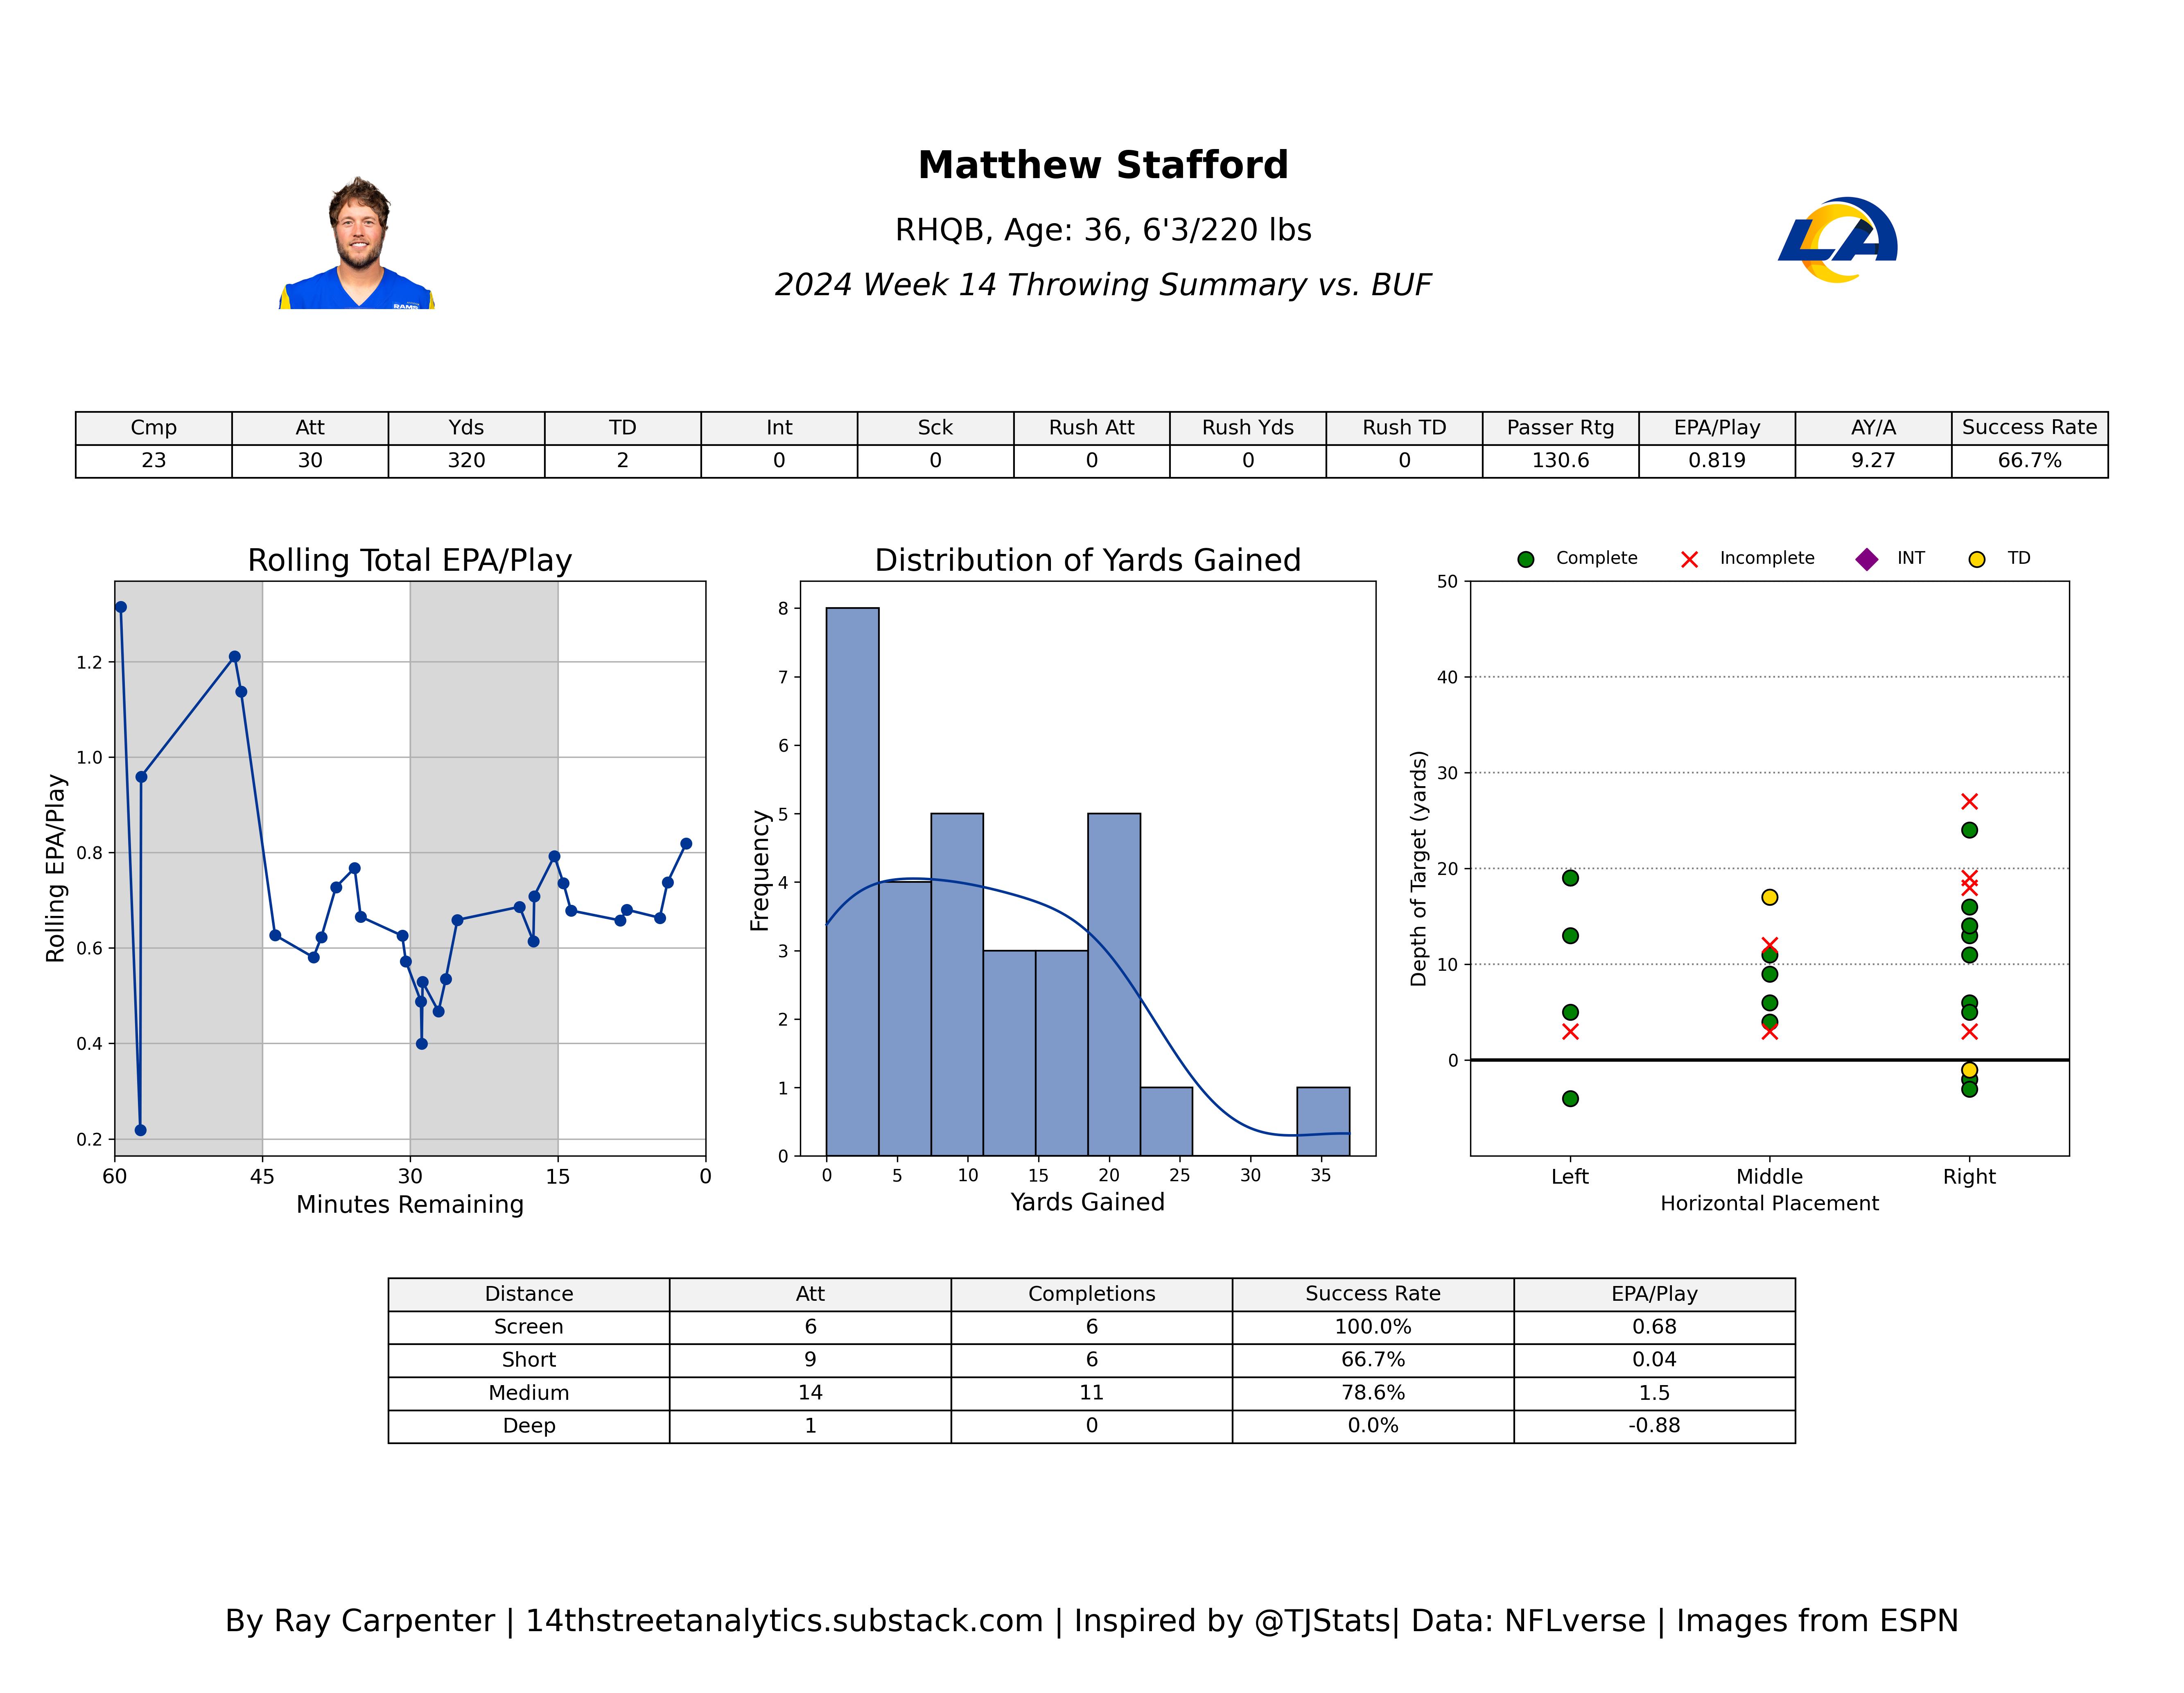 Matthew Stafford
RHQB, Age: 36, 6'3/220 lbs
2024 Week 14 Throwing Summary vs. BUF
RAMS
LA
Cmp Att Yds TD Int Sck Rush Att Rush Yds Rush TD Passer Rtg EPA/Play AY/A Success Rate
23 30 320 2 0 0 0 0 0 130.6 0.819 9.27 66.7%
Rolling Total EPA/Play
1.2
1.0
0.8
0.6
0.4
0.2
Rolling EPA/Play
60 45 30 15 0
Minutes Remaining
Distribution of Yards Gained
8
7
6
5
4
3
2
1
0
Frequency
0 5 10 15 20 25 30 35
Yards Gained
Complete Incomplete INT TD
50
40
30
20
10
0
Depth of Target (yards)
Left Middle Right
Horizontal Placement
Distance Att Completions Success Rate EPA/Play
Screen 6 6 100.0% 0.68
Short 9 6 66.7% 0.04
Medium 14 11 78.6% 1.5
Deep 1 0 0.0% -0.88
By Ray Carpenter | 14thstreetanalytics.substack.com | Inspired by @TJStats| Data: NFLverse | Images from ESPN